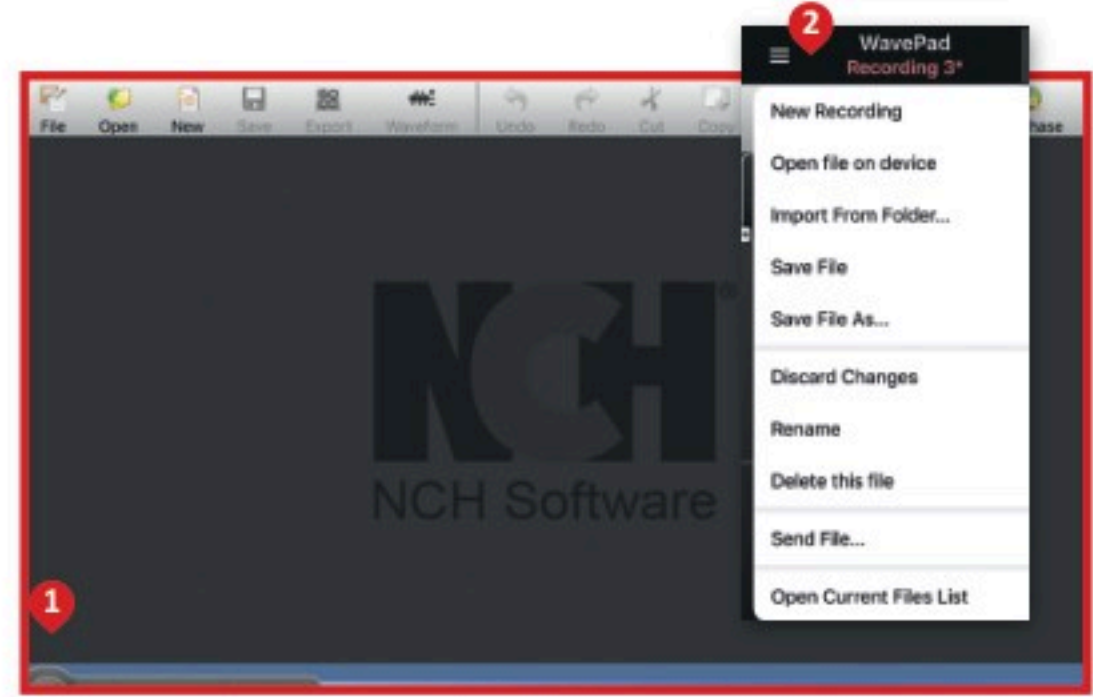 2
WavePad
Recording 3*
File Open New Save Export Waveform Undo Redo Cut Copy hase
New Recording
Open file on device
Import From Folder...
Save File
Save File As...
Discard Changes
Rename
Delete this file
Send File...
Open Current Files List
NCH®
NCH Software
1